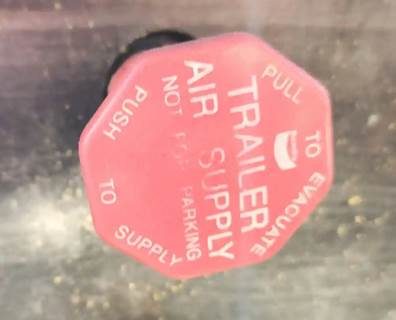 PULL TO EVACUATE
TRAILER
AIR SUPPLY
NOT FOR PARKING
PUSH TO SUPPLY